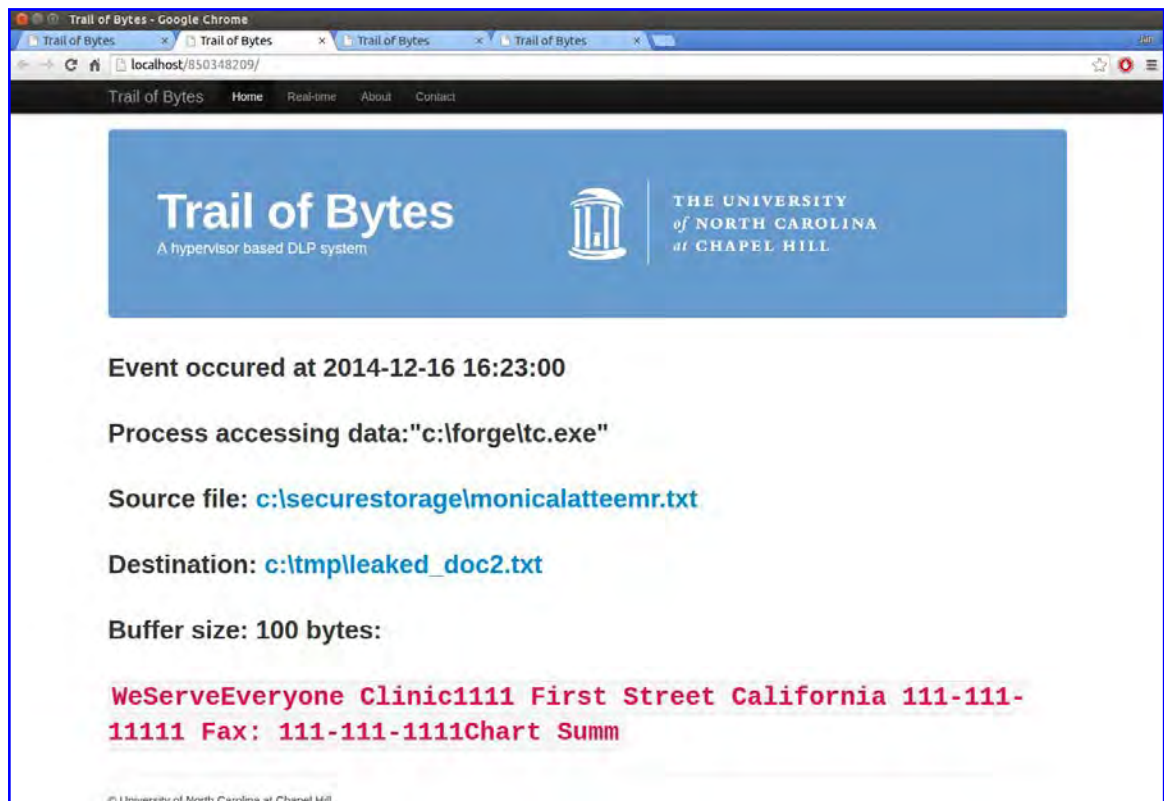 Trail of Bytes - Google Chrome
Trail of Bytes × Trail of Bytes × Trail of Bytes × Trail of Bytes ×
localhost/850348209/
Trail of Bytes Home Real-time About Contact
Trail of Bytes
A hypervisor based DLP system
THE UNIVERSITY
of NORTH CAROLINA
at CHAPEL HILL
Event occured at 2014-12-16 16:23:00
Process accessing data:"c:\forge\tc.exe"
Source file: c:\securestorage\monicalatteemr.txt
Destination: c:\tmp\leaked_doc2.txt
Buffer size: 100 bytes:
WeServeEveryone Clinic1111 First Street California 111-111-
11111 Fax: 111-111-1111Chart Summ
© University of North Carolina at Chapel Hill